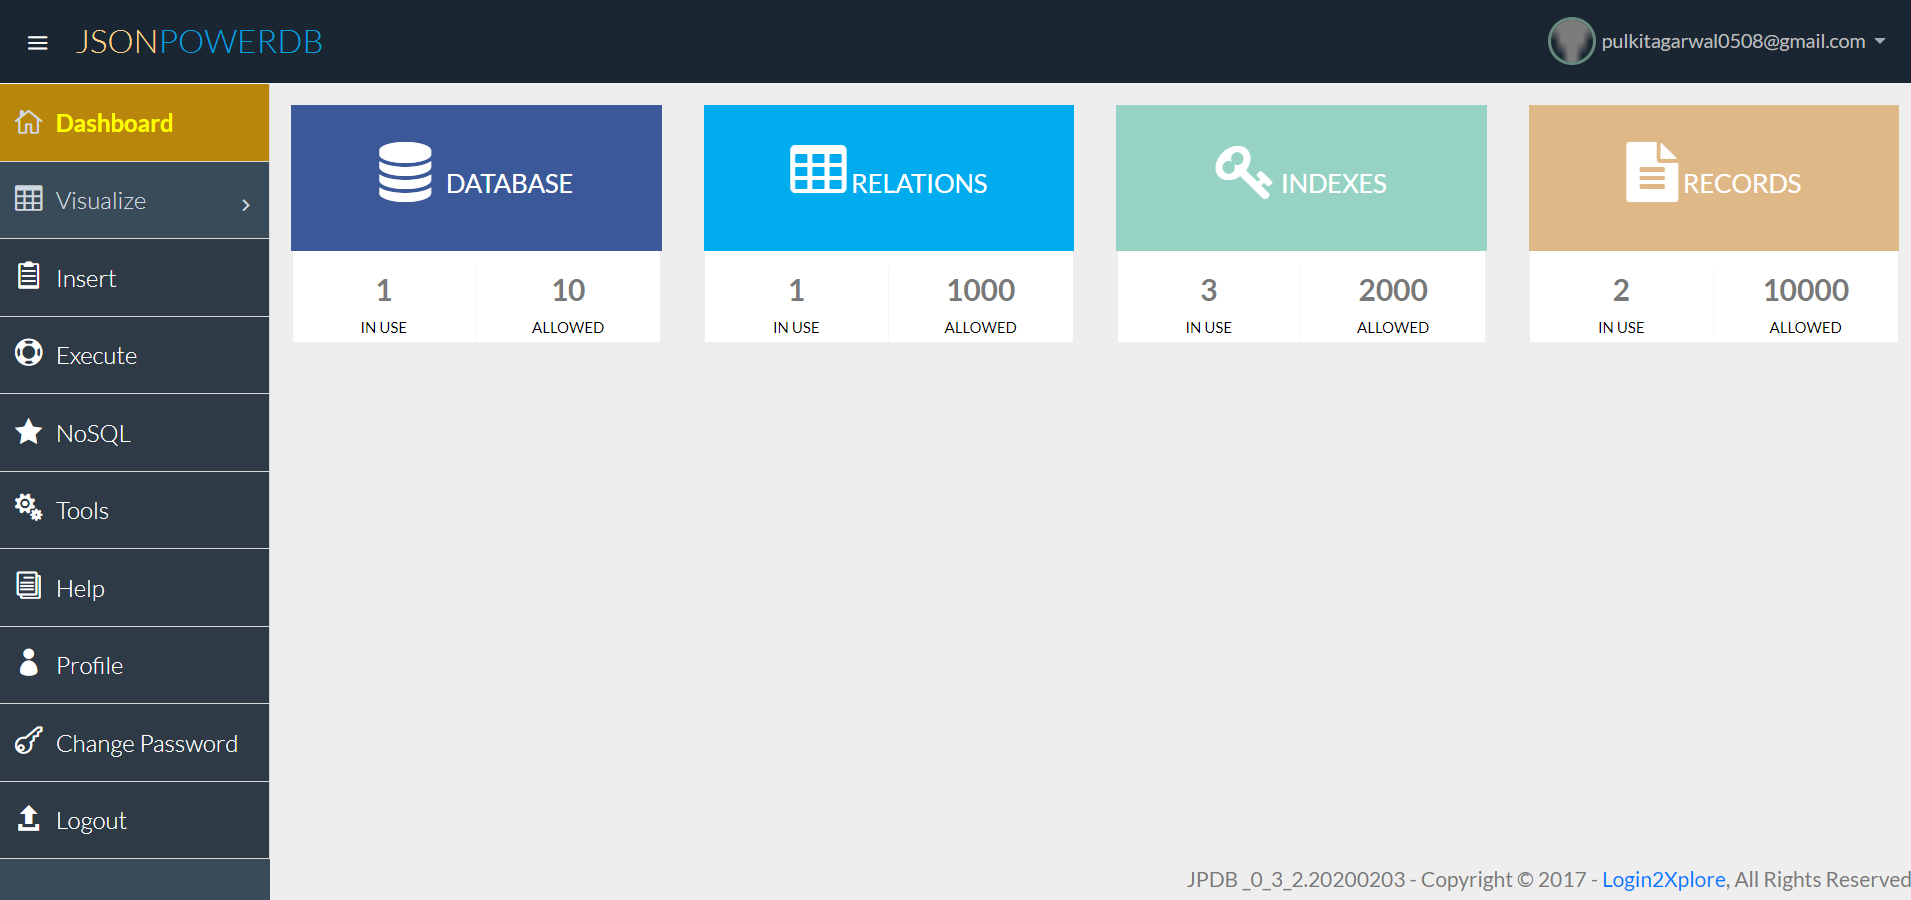 JSONPOWERDB
pulkitagarwal0508@gmail.com
Dashboard
Visualize
Insert
Execute
NoSQL
Tools
Help
Profile
Change Password
Logout
DATABASE
1
IN USE
10
ALLOWED
RELATIONS
1
IN USE
1000
ALLOWED
INDEXES
3
IN USE
2000
ALLOWED
RECORDS
2
IN USE
10000
ALLOWED
JPDB _0_3_2.20200203 - Copyright © 2017 - Login2Xplore, All Rights Reserved